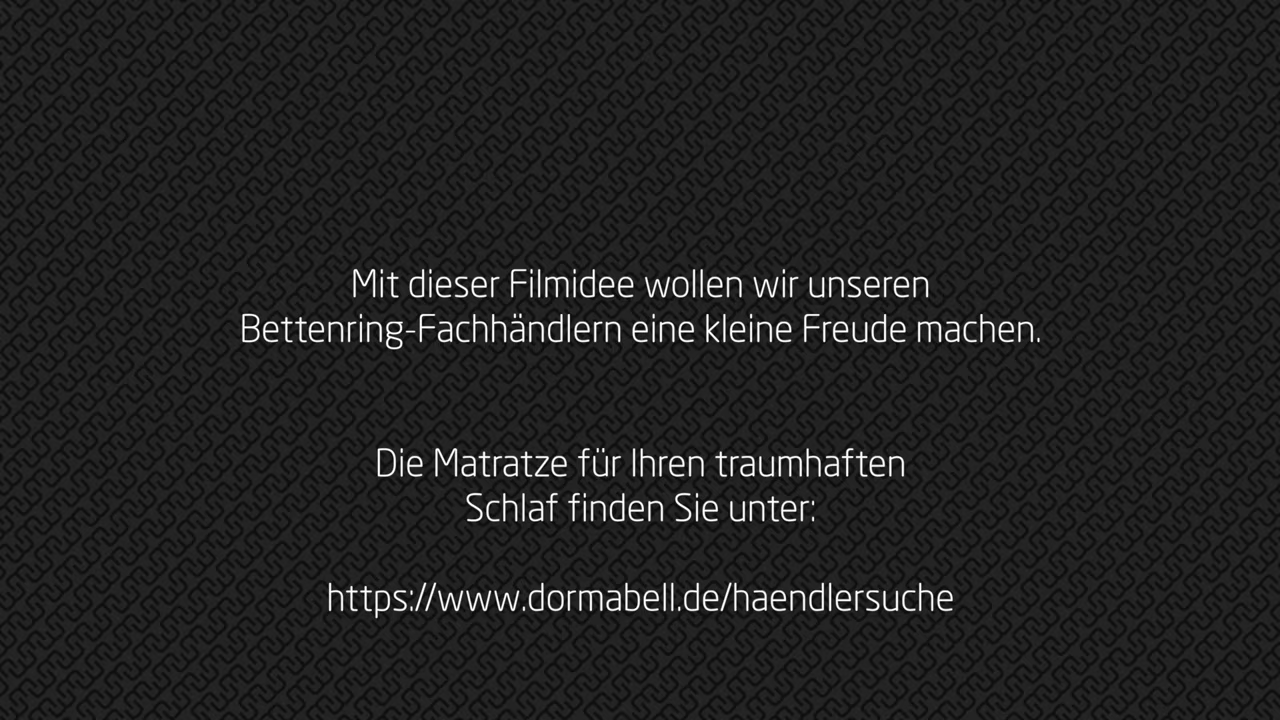 Mit dieser Filmidee wollen wir unseren
Bettenring-Fachhändlern eine kleine Freude machen.
Die Matratze für Ihren traumhaften
Schlaf finden Sie unter:
https://www.dormabell.de/haendlersuche